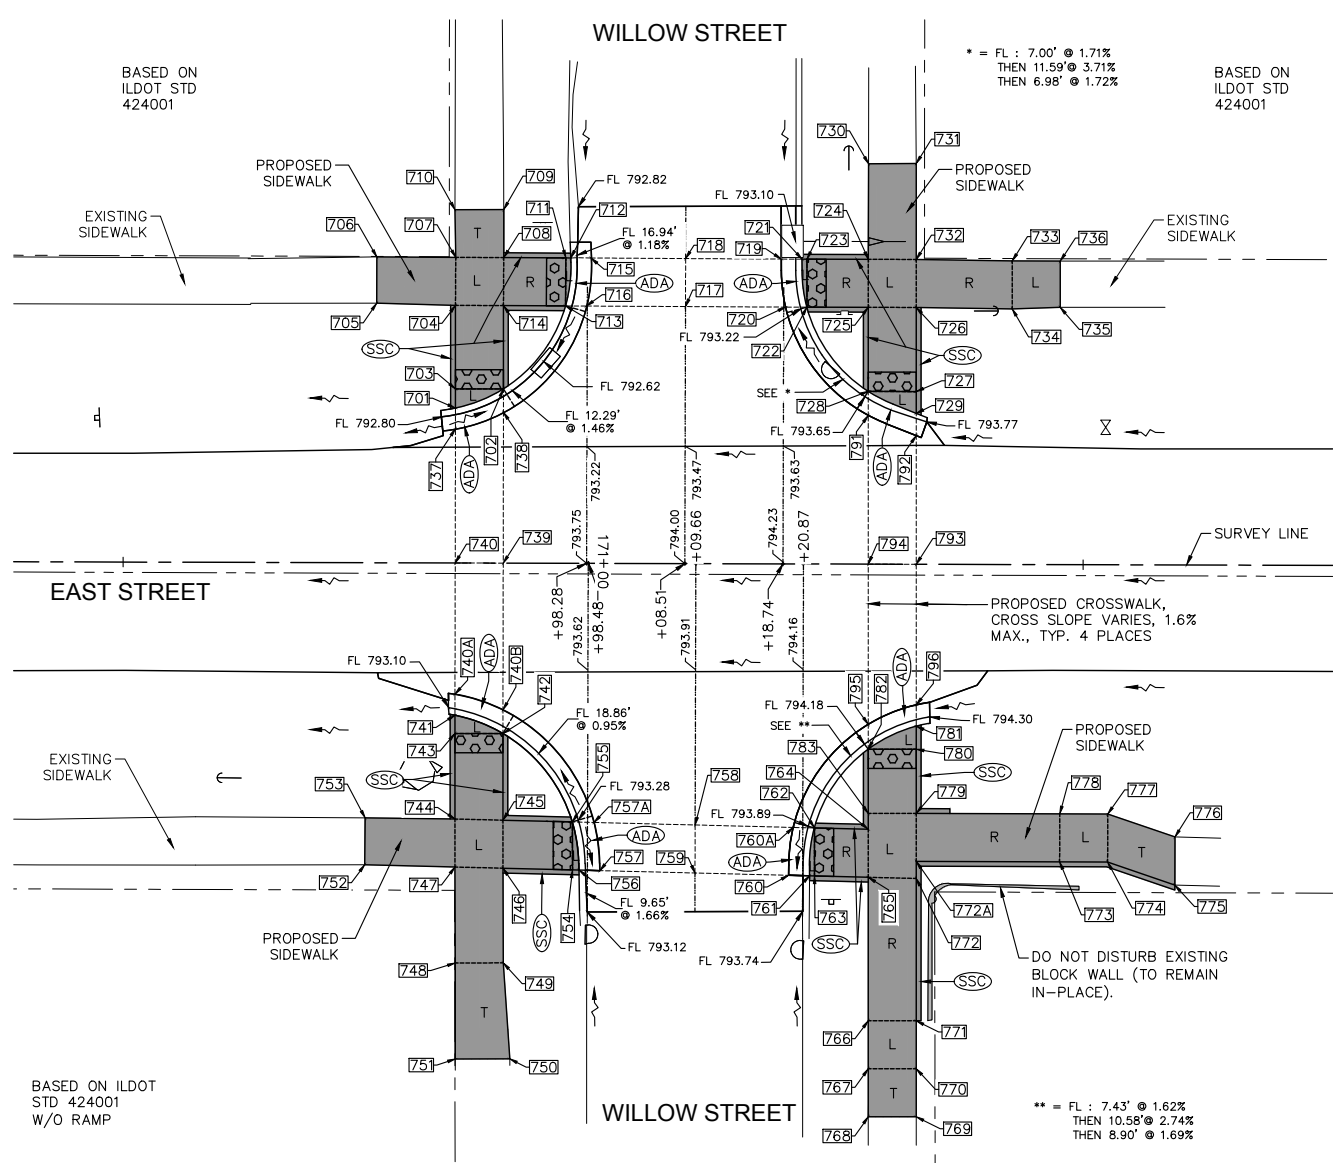 WILLOW STREET
* = FL : 7.00' @ 1.71%
THEN 11.59'@ 3.71%
THEN 6.98' @ 1.72%
BASED ON
ILDOT STD
424001
BASED ON
ILDOT STD
424001
730
731
PROPOSED
SIDEWALK
PROPOSED
SIDEWALK
710
709
FL 792.82
FL 793.10
EXISTING
SIDEWALK
706
707
708
711
712
FL 16.94'
@ 1.18%
718
721
719
723
724
732
733
736
EXISTING
SIDEWALK
T
L
R
715
ADA
ADA
R
L
R
L
716
717
705
704
714
713
720
FL 793.22
722
725
726
734
735
SSC
SSC
703
701
L
FL 792.62
SEE *
728
727
729
L
FL 792.80
FL 12.29'
@ 1.46%
FL 793.65
FL 793.77
737
ADA
702
738
791
ADA
792
793.22
793.47
793.63
740
739
793.75
171+00
794.00
+09.66
794.23
+20.87
794
793
SURVEY LINE
EAST STREET
+98.28
+98.48
793.62
+08.51
793.91
+18.74
794.16
PROPOSED CROSSWALK,
CROSS SLOPE VARIES, 1.6%
MAX., TYP. 4 PLACES
FL 793.10
740A
ADA
740B
742
795
782
ADA
796
FL 794.18
FL 794.30
741
L
FL 18.86'
@ 0.95%
SEE **
783
L
781
780
PROPOSED
SIDEWALK
743
755
EXISTING
SIDEWALK
SSC
764
SSC
753
744
745
FL 793.28
758
762
779
778
777
776
757A
FL 793.89
760A
L
ADA
ADA
R
L
R
L
T
752
747
746
SSC
754
756
757
759
760
761
763
765
772A
773
774
775
FL 9.65'
@ 1.66%
PROPOSED
SIDEWALK
FL 793.12
FL 793.74
SSC
R
772
748
749
SSC
DO NOT DISTURB EXISTING
BLOCK WALL (TO REMAIN
IN-PLACE).
T
766
771
L
751
750
767
770
T
BASED ON ILDOT
STD 424001
W/O RAMP
WILLOW STREET
768
769
** = FL : 7.43' @ 1.62%
THEN 10.58'@ 2.74%
THEN 8.90' @ 1.69%